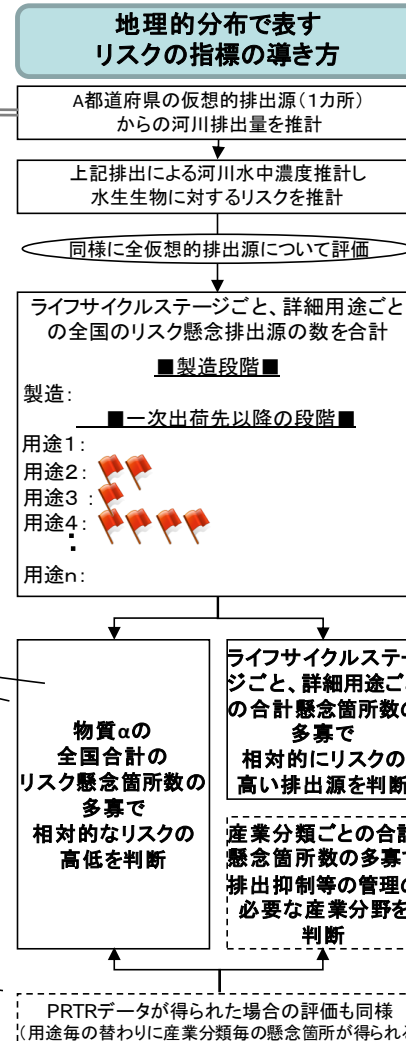 地理的分布で表す
リスクの指標の導き方
A都道府県の仮想的排出源(1カ所)
からの河川排出量を推計
上記排出による河川水中濃度推計し
水生生物に対するリスクを推計
同様に全仮想的排出源について評価
ライフサイクルステージごと、詳細用途ごと
の全国のリスク懸念排出源の数を合計
■製造段階■
製造:
■一次出荷先以降の段階■
用途1:
用途2:
用途3 :
用途4:
・
・
用途n:
物質αの
全国合計の
リスク懸念箇所数の
多寡で
相対的なリスクの
高低を判断
ライフサイクルステー
ジごと、詳細用途ご
の合計懸念箇所数の
多寡で
相対的にリスクの
高い排出源を判断
産業分類ごとの合計
懸念箇所数の多寡で
排出抑制等の管理の
必要な産業分野を
判断
PRTRデータが得られた場合の評価も同様
(用途毎の替わりに産業分類毎の懸念箇所が得られる